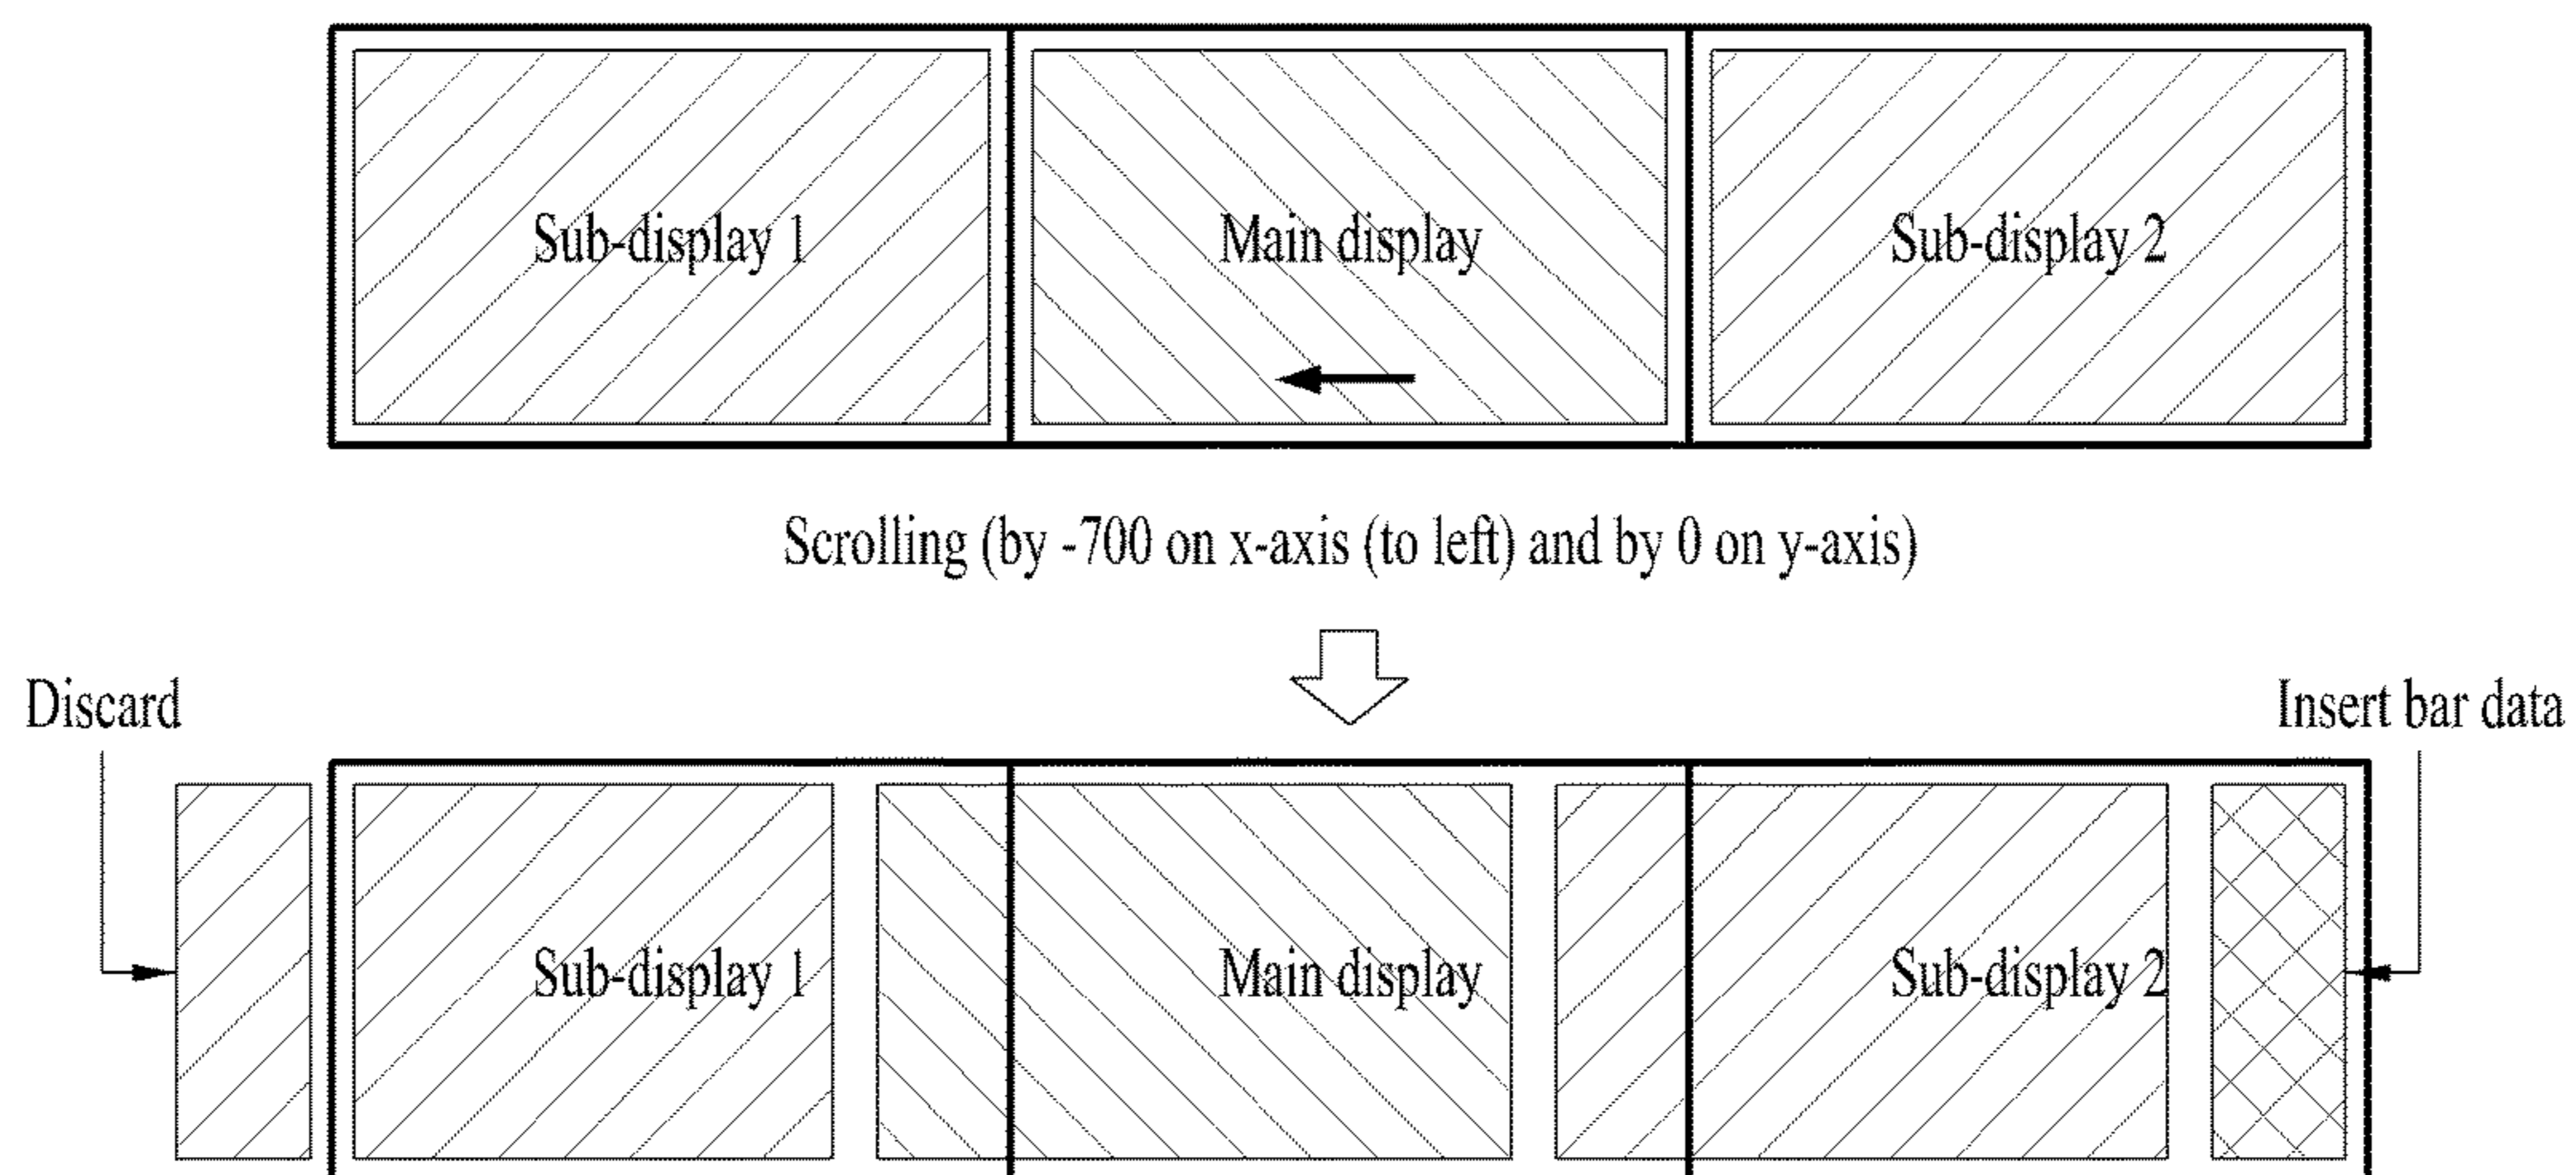 Sub-display 1
Main display
Sub-display 2
Scrolling (by -700 on x-axis (to left) and by 0 on y-axis)
Discard
Insert bar data
Sub-display 1
Main display
Sub-display 2